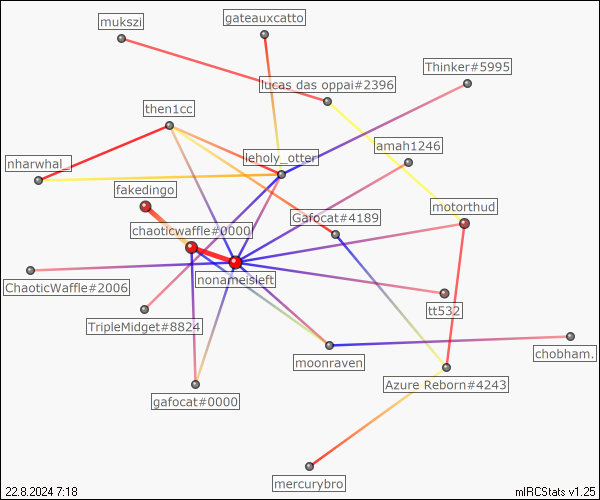 mukszi
gateauxcatto
Thinker#5995
lucas das oppai#2396
then1cc
amah1246
leholy_otter
nharwhal_
fakedingo
motorthud
Gafocat#4189
chaoticwaffle#0000
nonameisleft
ChaoticWaffle#2006
tt532
TripleMidget#8824
chobham.
moonraven
Azure Reborn#4243
gafocat#0000
mercurybro
22.8.2024 7:18
mIRCStats v1.25